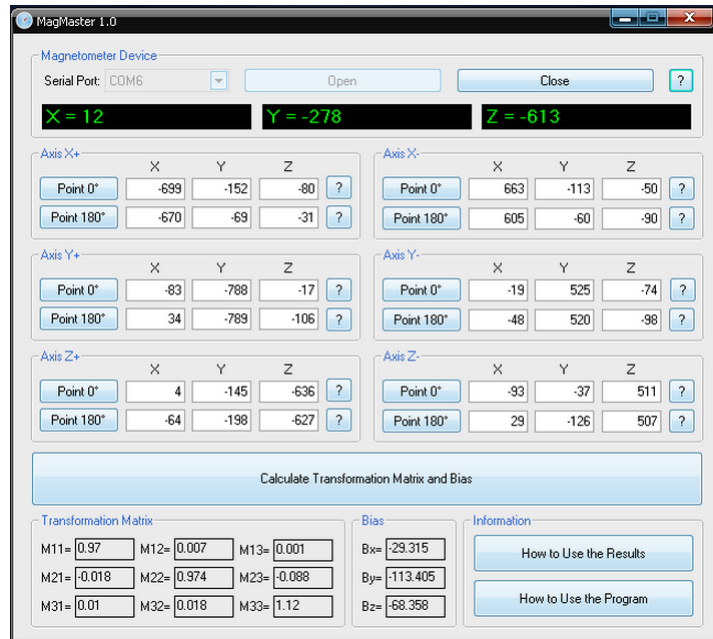 MagMaster 1.0
Magnetometer Device
Serial Port: COM6 Open Close ?
X = 12 Y = -278 Z = -613
Axis X+
X Y Z
Point 0° -699 -152 -80 ?
Point 180° -670 -69 -31 ?
Axis X-
X Y Z
Point 0° 663 -113 -50 ?
Point 180° 605 -60 -90 ?
Axis Y+
X Y Z
Point 0° -83 -788 -17 ?
Point 180° 34 -789 -106 ?
Axis Y-
X Y Z
Point 0° -19 525 -74 ?
Point 180° -48 520 -98 ?
Axis Z+
X Y Z
Point 0° 4 -145 -636 ?
Point 180° -64 -198 -627 ?
Axis Z-
X Y Z
Point 0° -93 -37 511 ?
Point 180° 29 -126 507 ?
Calculate Transformation Matrix and Bias
Transformation Matrix
M11= 0.97 M12= 0.007 M13= 0.001
M21= -0.018 M22= 0.974 M23= -0.088
M31= 0.01 M32= 0.018 M33= 1.12
Bias
Bx= -29.315
By= -113.405
Bz= -68.358
Information
How to Use the Results
How to Use the Program